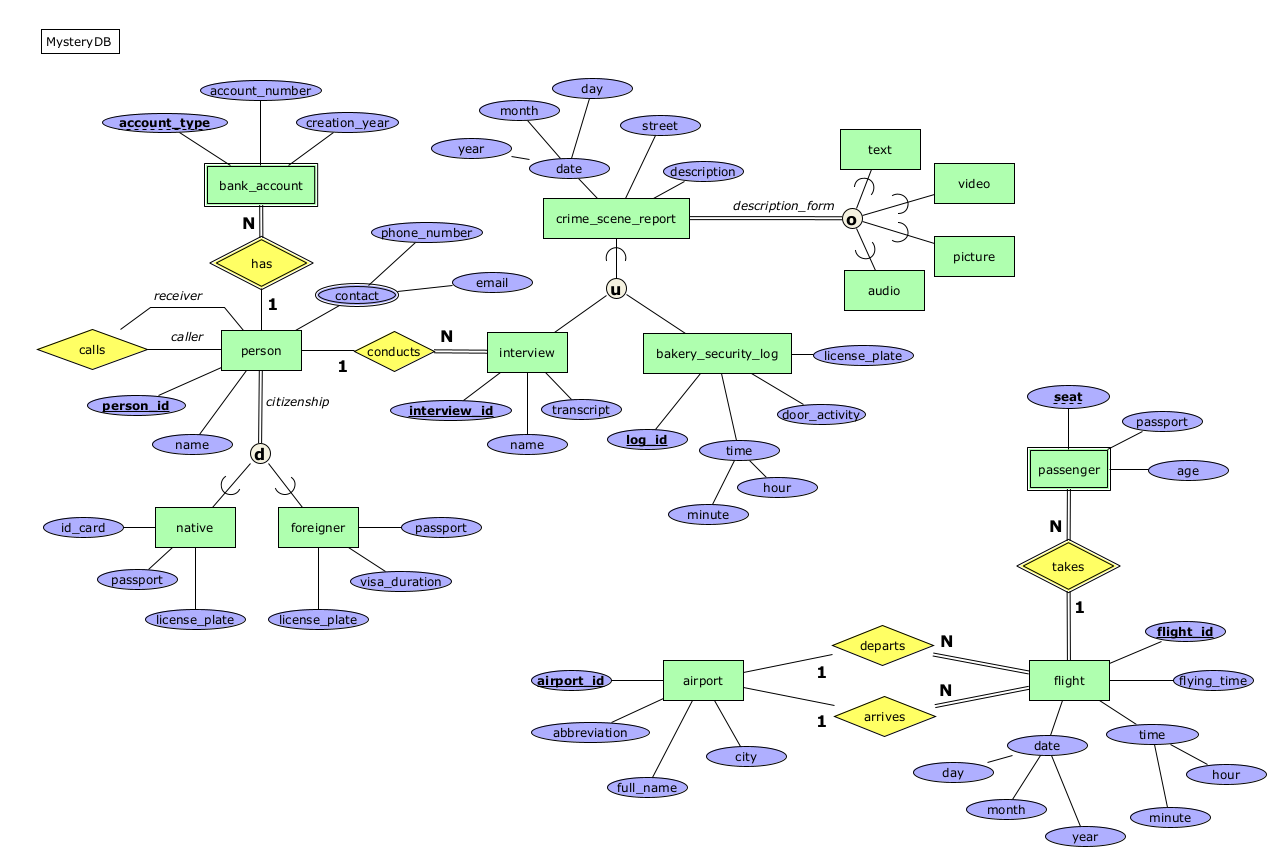 MysteryDB
account_number
account_type
creation_year
bank_account
N
has
1
receiver
calls
caller
person
person_id
name
citizenship
d
native
id_card
passport
license_plate
foreigner
passport
visa_duration
license_plate
phone_number
contact
email
1
conducts
N
interview
interview_id
name
transcript
year
month
day
date
street
description
crime_scene_report
u
description_form
o
text
video
picture
audio
bakery_security_log
license_plate
door_activity
log_id
time
hour
minute
seat
passport
age
passenger
N
takes
1
airport_id
abbreviation
full_name
city
airport
departs
1
N
arrives
1
N
flight
flight_id
flying_time
date
day
month
year
time
hour
minute